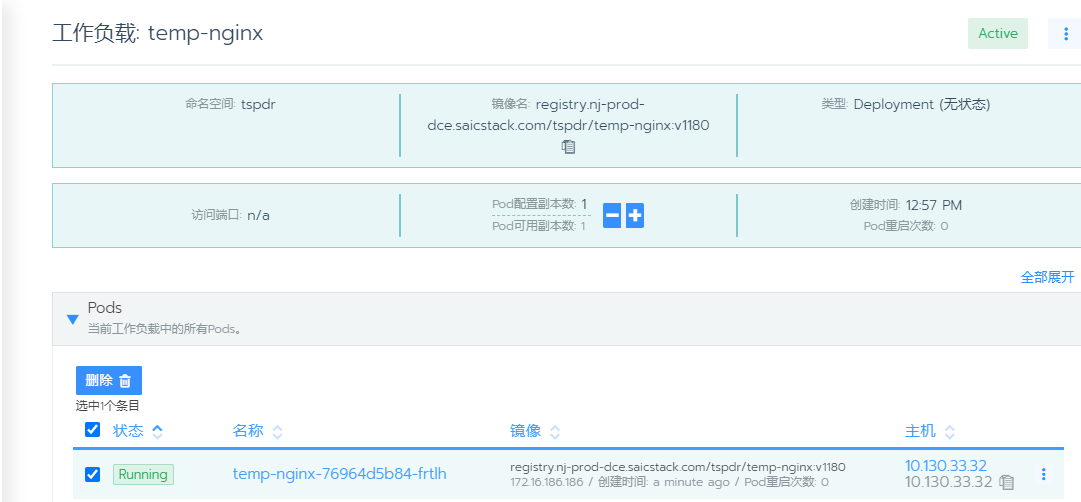 工作负载: temp-nginx
Active
命名空间: tspdr
镜像名: registry.nj-prod-
dce.saicstack.com/tspdr/temp-nginx:v1180
类型: Deployment (无状态)
访问端口: n/a
Pod配置副本数: 1
Pod可用副本数: 1
创建时间: 12:57 PM
Pod重启次数: 0
全部展开
Pods
当前工作负载中的所有Pods。
删除
选中1个条目
状态 名称 镜像 主机
Running temp-nginx-76964d5b84-frtlh
registry.nj-prod-dce.saicstack.com/tspdr/temp-nginx:v1180
172.16.186.186 / 创建时间: a minute ago / Pod重启次数: 0
10.130.33.32
10.130.33.32